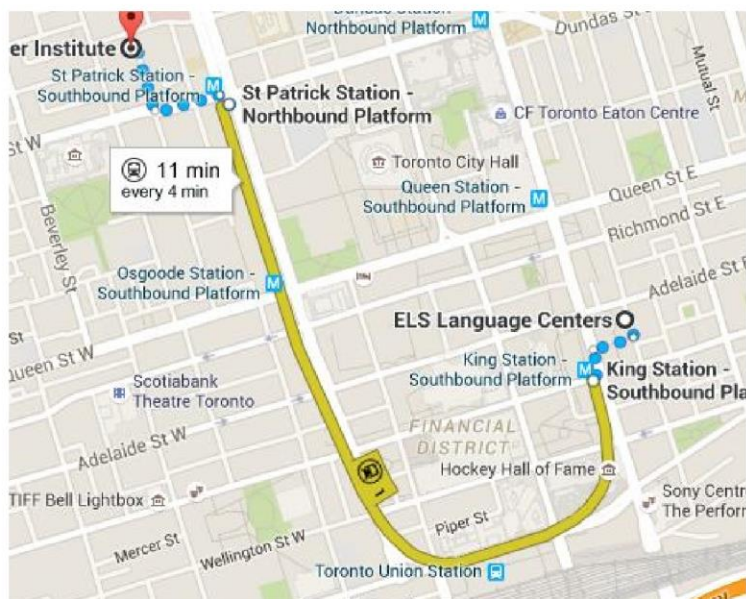 Dundas Station -
Northbound Platform
Dundas St E
er Institute
St Patrick Station -
Southbound Platform
M
St Patrick Station -
Northbound Platform
Mutual St
CF Toronto Eaton Centre
St W
11 min
every 4 min
Toronto City Hall
Queen Station -
Southbound Platform
M
Queen St E
Richmond St E
Beverley St
Adelaide St E
Osgoode Station -
Southbound Platform
M
ELS Language Centers
St
Queen St W
King Station -
Southbound Platform
M
King Station -
Southbound Pla
Scotiabank
Theatre Toronto
FINANCIAL
DISTRICT
Adelaide St W
Hockey Hall of Fame
1
TIFF Bell Lightbox
Sony Centr
The Perform
Piper St
Mercer St
Wellington St W
Toronto Union Station